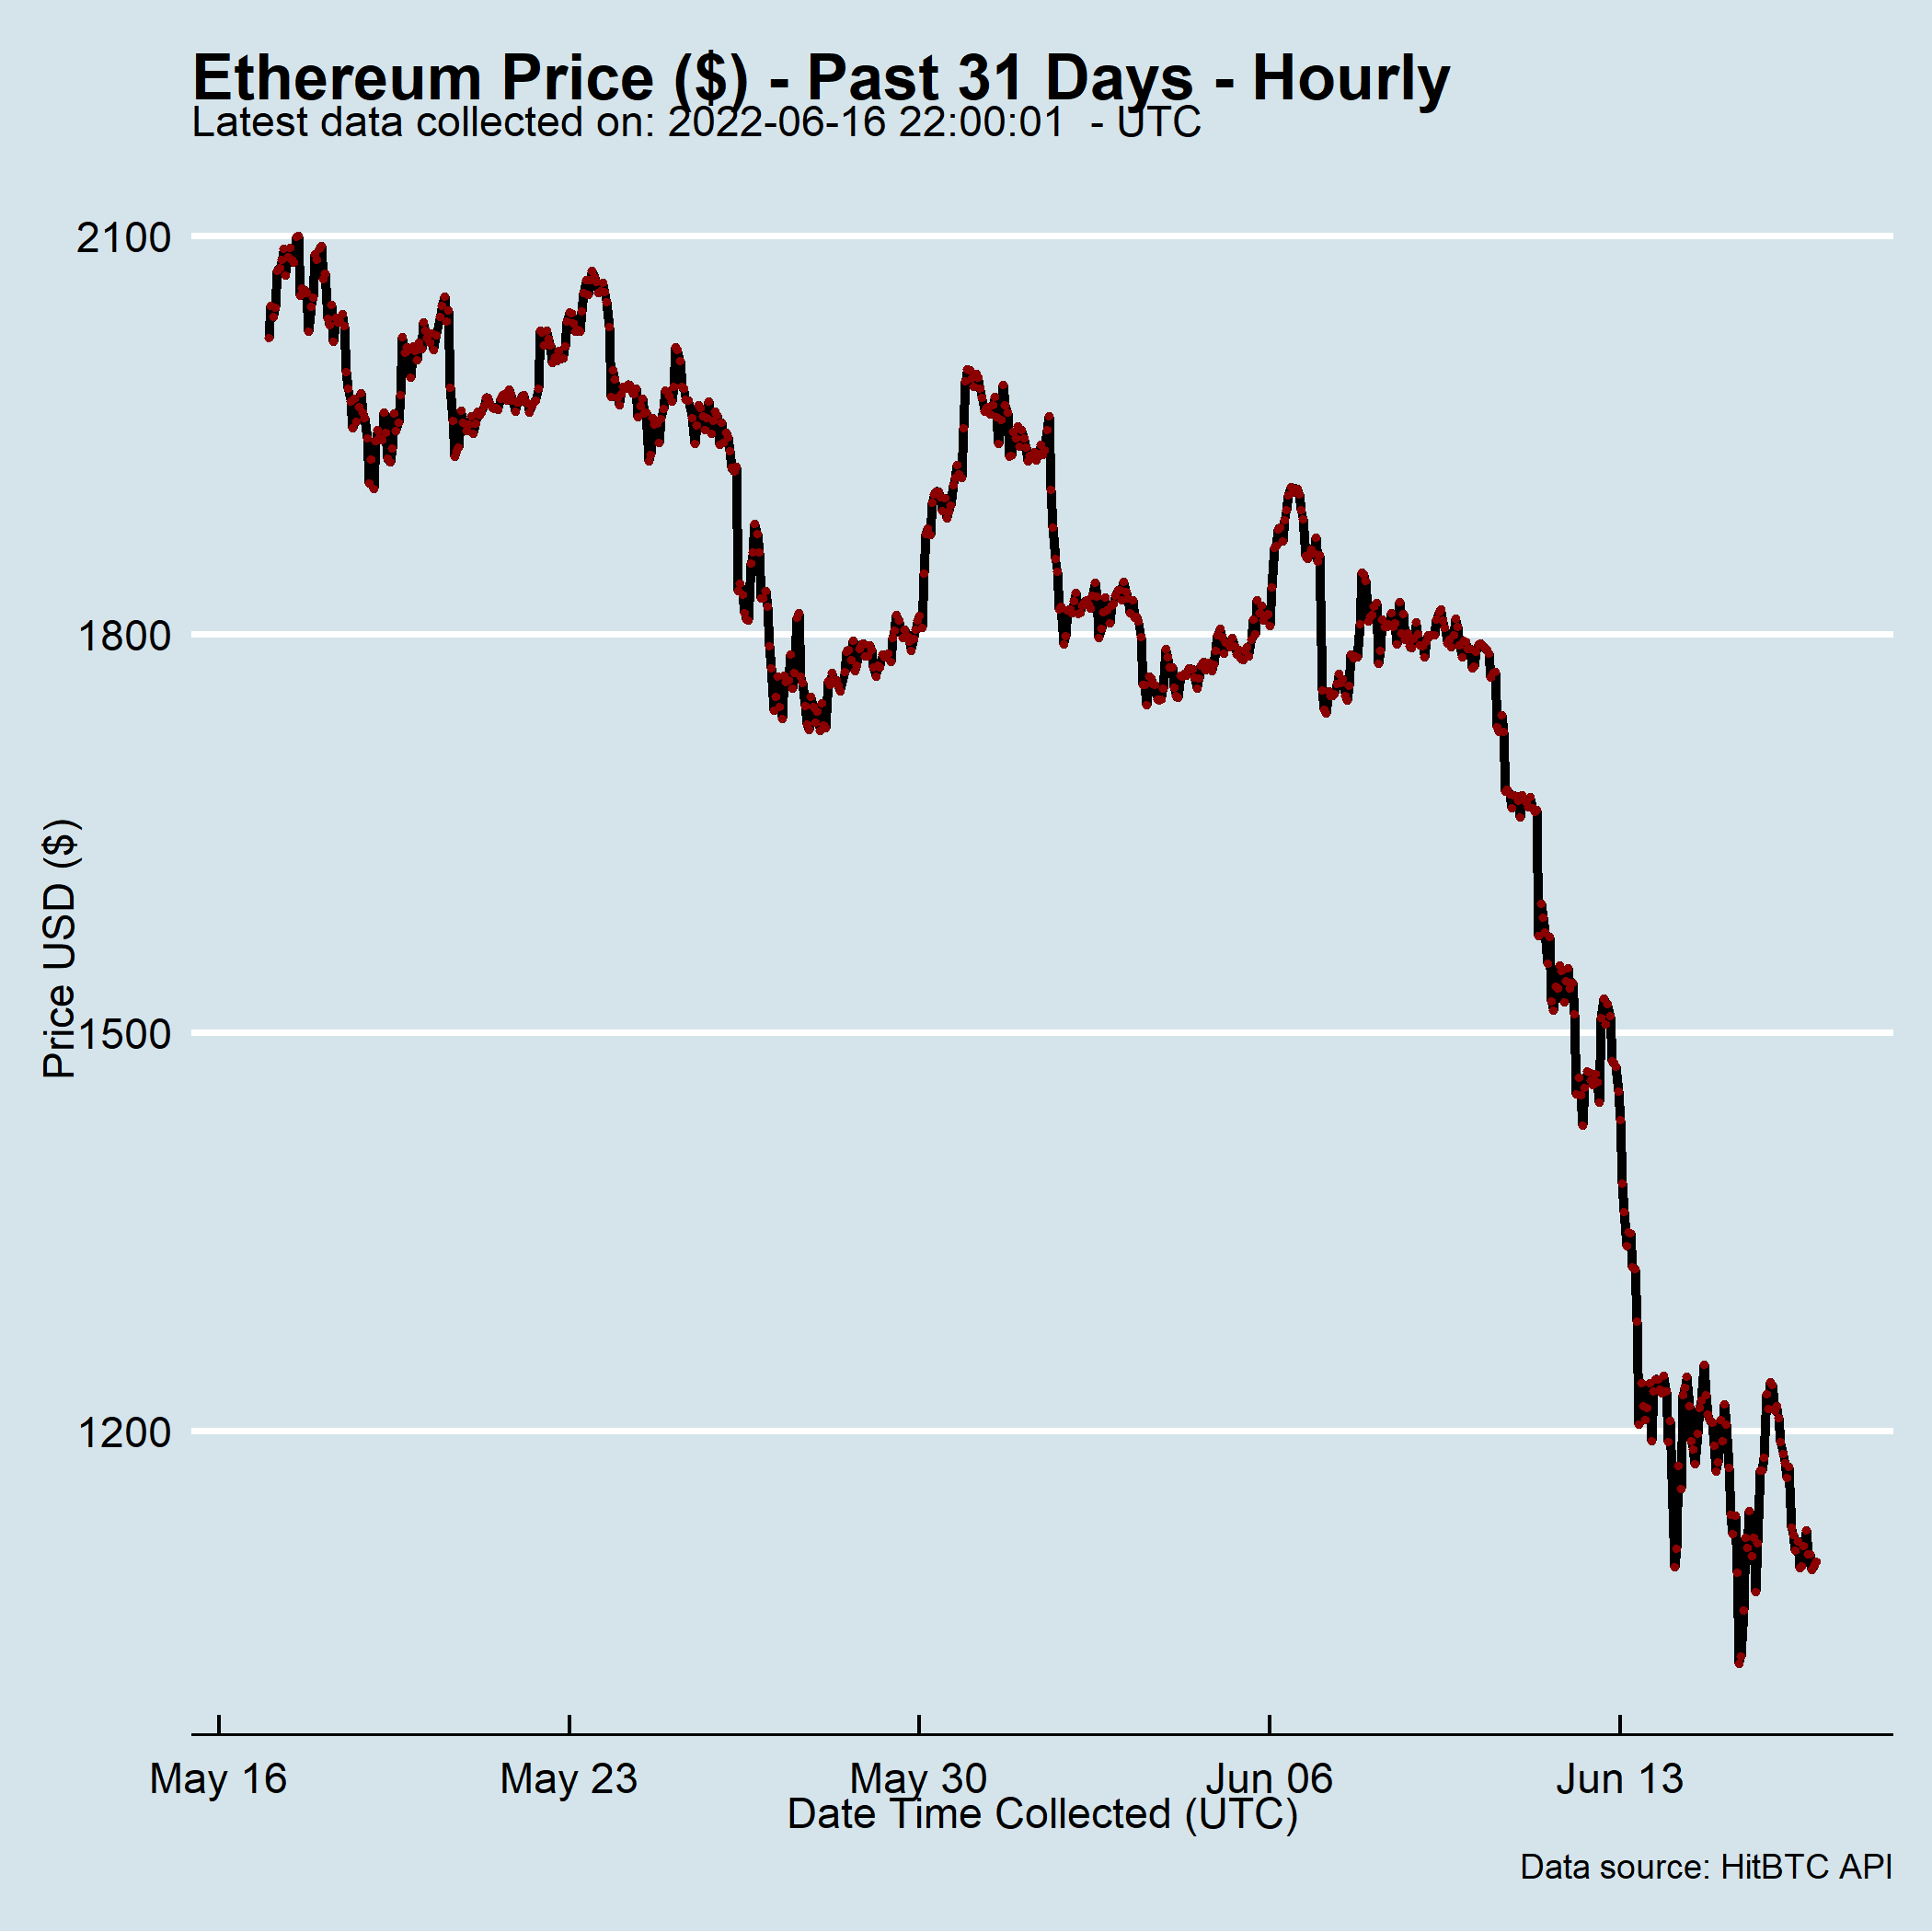 Ethereum Price ($) - Past 31 Days - Hourly
Latest data collected on: 2022-06-16 22:00:01  - UTC
2100
1800
1500
1200
Price USD ($)
May 16 May 23 May 30 Jun 06 Jun 13
Date Time Collected (UTC)
Data source: HitBTC API